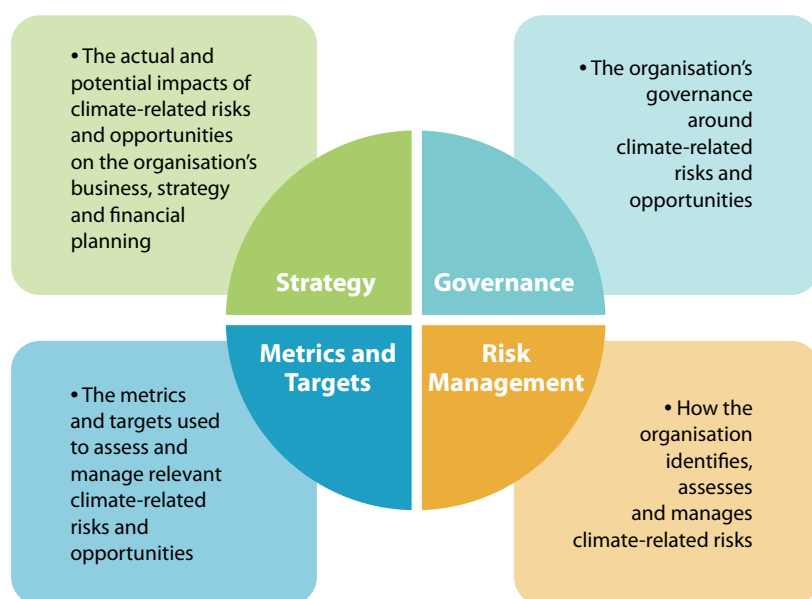 • The actual and
potential impacts of
climate-related risks
and opportunities
on the organisation's
business, strategy
and financial
planning
Strategy
• The organisation's
governance
around
climate-related
risks and
opportunities
Governance
Metrics and
Targets
• The metrics
and targets used
to assess and
manage relevant
climate-related
risks and
opportunities
Risk
Management
• How the
organisation
identifies,
assesses
and manages
climate-related risks